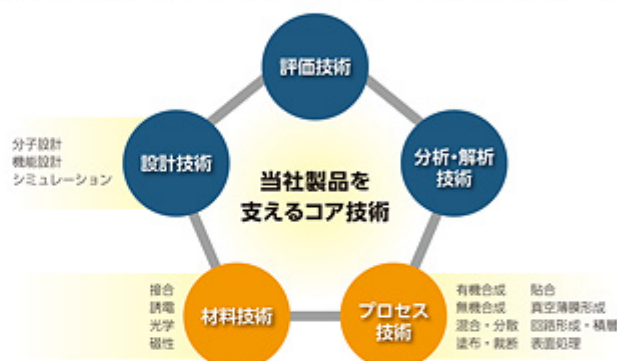 評価技術
分子設計
機能設計
シミュレーション
設計技術
分析・解析
技術
当社製品を
支えるコア技術
接合
誘電
光学
磁性
材料技術
プロセス
技術
有機合成 貼合
無機合成 真空薄膜形成
混合・分散 回路形成・積層
塗布・裁断 表面処理